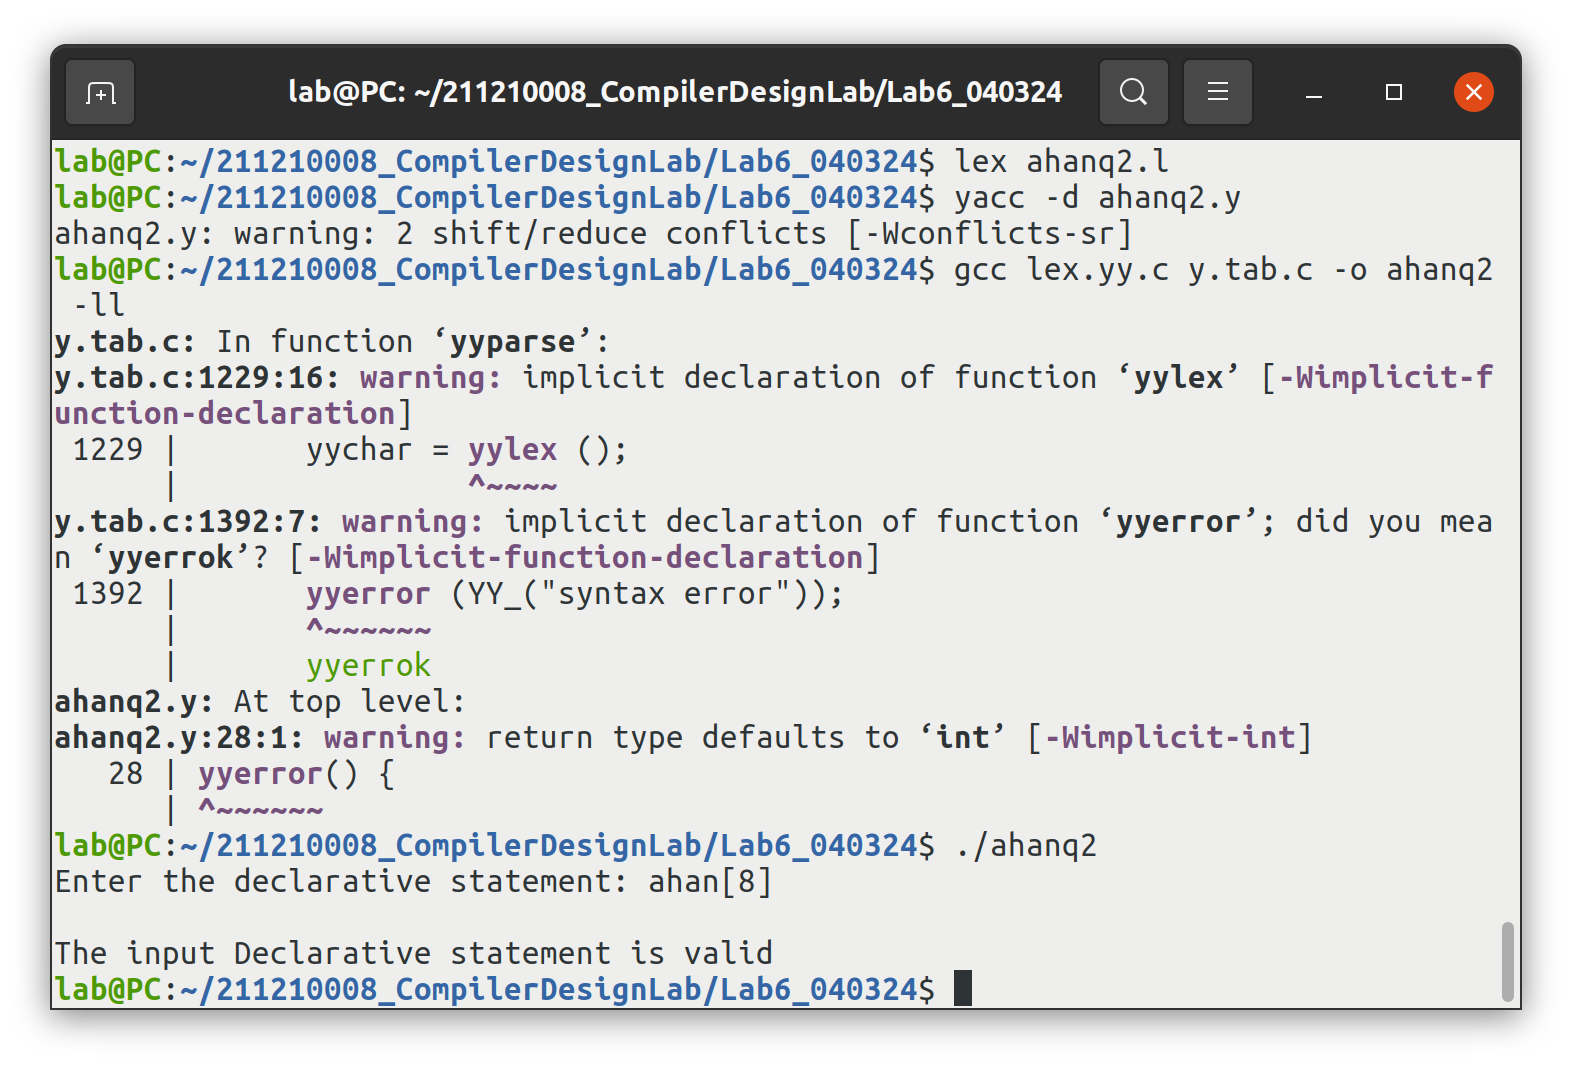 lab@PC: ~/211210008_CompilerDesignLab/Lab6_040324
lab@PC:~/211210008_CompilerDesignLab/Lab6_040324$ lex ahanq2.l
lab@PC:~/211210008_CompilerDesignLab/Lab6_040324$ yacc -d ahanq2.y
ahanq2.y: warning: 2 shift/reduce conflicts [-Wconflicts-sr]
lab@PC:~/211210008_CompilerDesignLab/Lab6_040324$ gcc lex.yy.c y.tab.c -o ahanq2
 -ll
y.tab.c: In function ‘yyparse’:
y.tab.c:1229:16: warning: implicit declaration of function ‘yylex’ [-Wimplicit-f
unction-declaration]
 1229 |       yychar = yylex ();
      |                ^~~~~
y.tab.c:1392:7: warning: implicit declaration of function ‘yyerror’; did you mea
n ‘yyerrok’? [-Wimplicit-function-declaration]
 1392 |       yyerror (YY_("syntax error"));
      |       ^~~~~~~
      |       yyerrok
ahanq2.y: At top level:
ahanq2.y:28:1: warning: return type defaults to ‘int’ [-Wimplicit-int]
   28 | yyerror() {
      | ^~~~~~~
lab@PC:~/211210008_CompilerDesignLab/Lab6_040324$ ./ahanq2
Enter the declarative statement: ahan[8]

The input Declarative statement is valid
lab@PC:~/211210008_CompilerDesignLab/Lab6_040324$